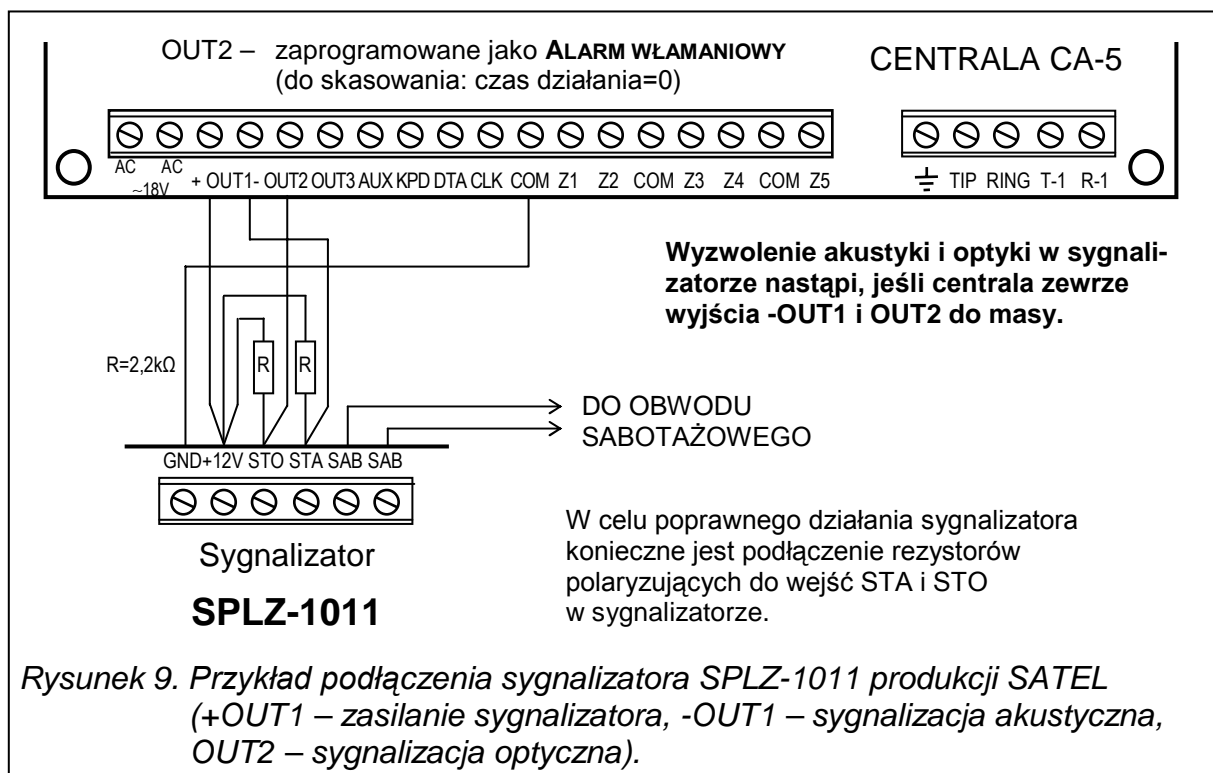 OUT2 – zaprogramowane jako ALARM WŁAMANIOWY
(do skasowania: czas działania=0)
CENTRALA CA-5
AC AC
~18V
+ OUT1- OUT2 OUT3 AUX KPD DTA CLK COM Z1 Z2 COM Z3 Z4 COM Z5
TIP RING T-1 R-1
Wyzwolenie akustyki i optyki w sygnali-
zatorze nastąpi, jeśli centrala zewrze
wyjścia -OUT1 i OUT2 do masy.
R=2,2kΩ
R R
DO OBWODU
SABOTAŻOWEGO
GND+12V STO STA SAB SAB
Sygnalizator
SPLZ-1011
W celu poprawnego działania sygnalizatora
konieczne jest podłączenie rezystorów
polaryzujących do wejść STA i STO
w sygnalizatorze.
Rysunek 9. Przykład podłączenia sygnalizatora SPLZ-1011 produkcji SATEL
(+OUT1 – zasilanie sygnalizatora, -OUT1 – sygnalizacja akustyczna,
OUT2 – sygnalizacja optyczna).